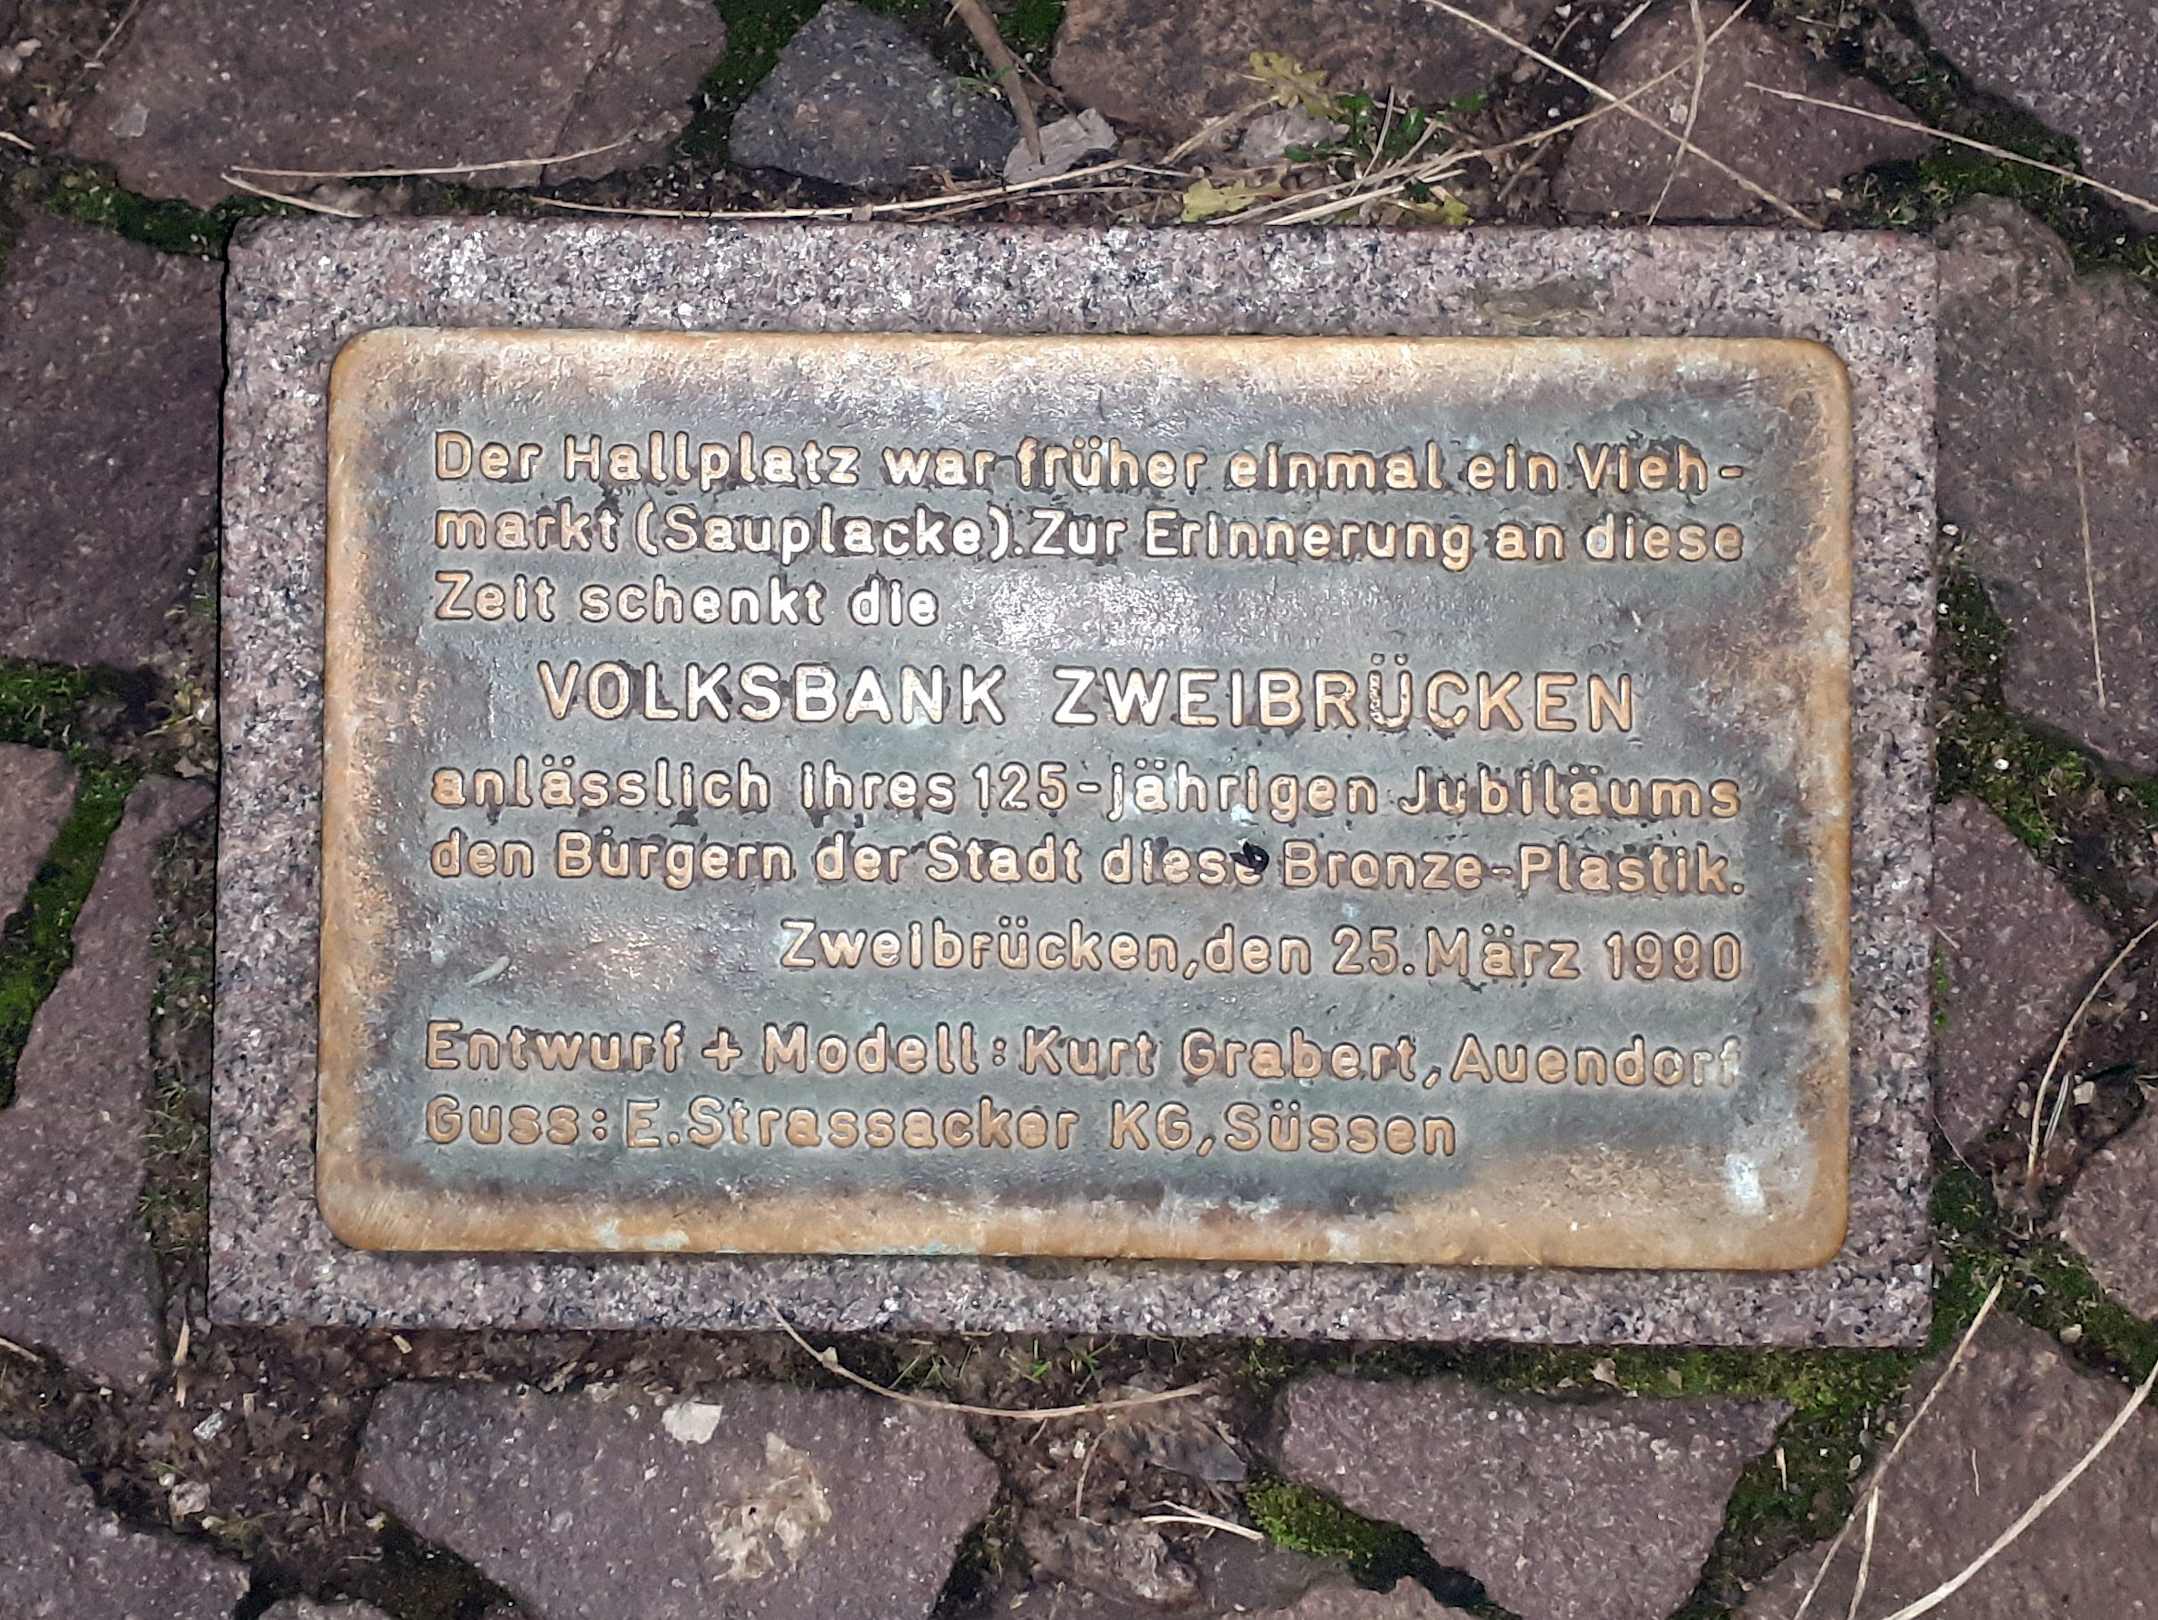 Der Hallplatz war früher einmal ein Vieh-
markt (Sauplacke). Zur Erinnerung an diese
Zeit schenkt die
VOLKSBANK ZWEIBRÜCKEN
anlässlich ihres 125-jährigen Jubiläums
den Bürgern der Stadt diese Bronze-Plastik.
Zweibrücken, den 25. März 1990
Entwurf + Modell: Kurt Grabert, Auendorf
Guss: E. Strassacker KG, Süssen